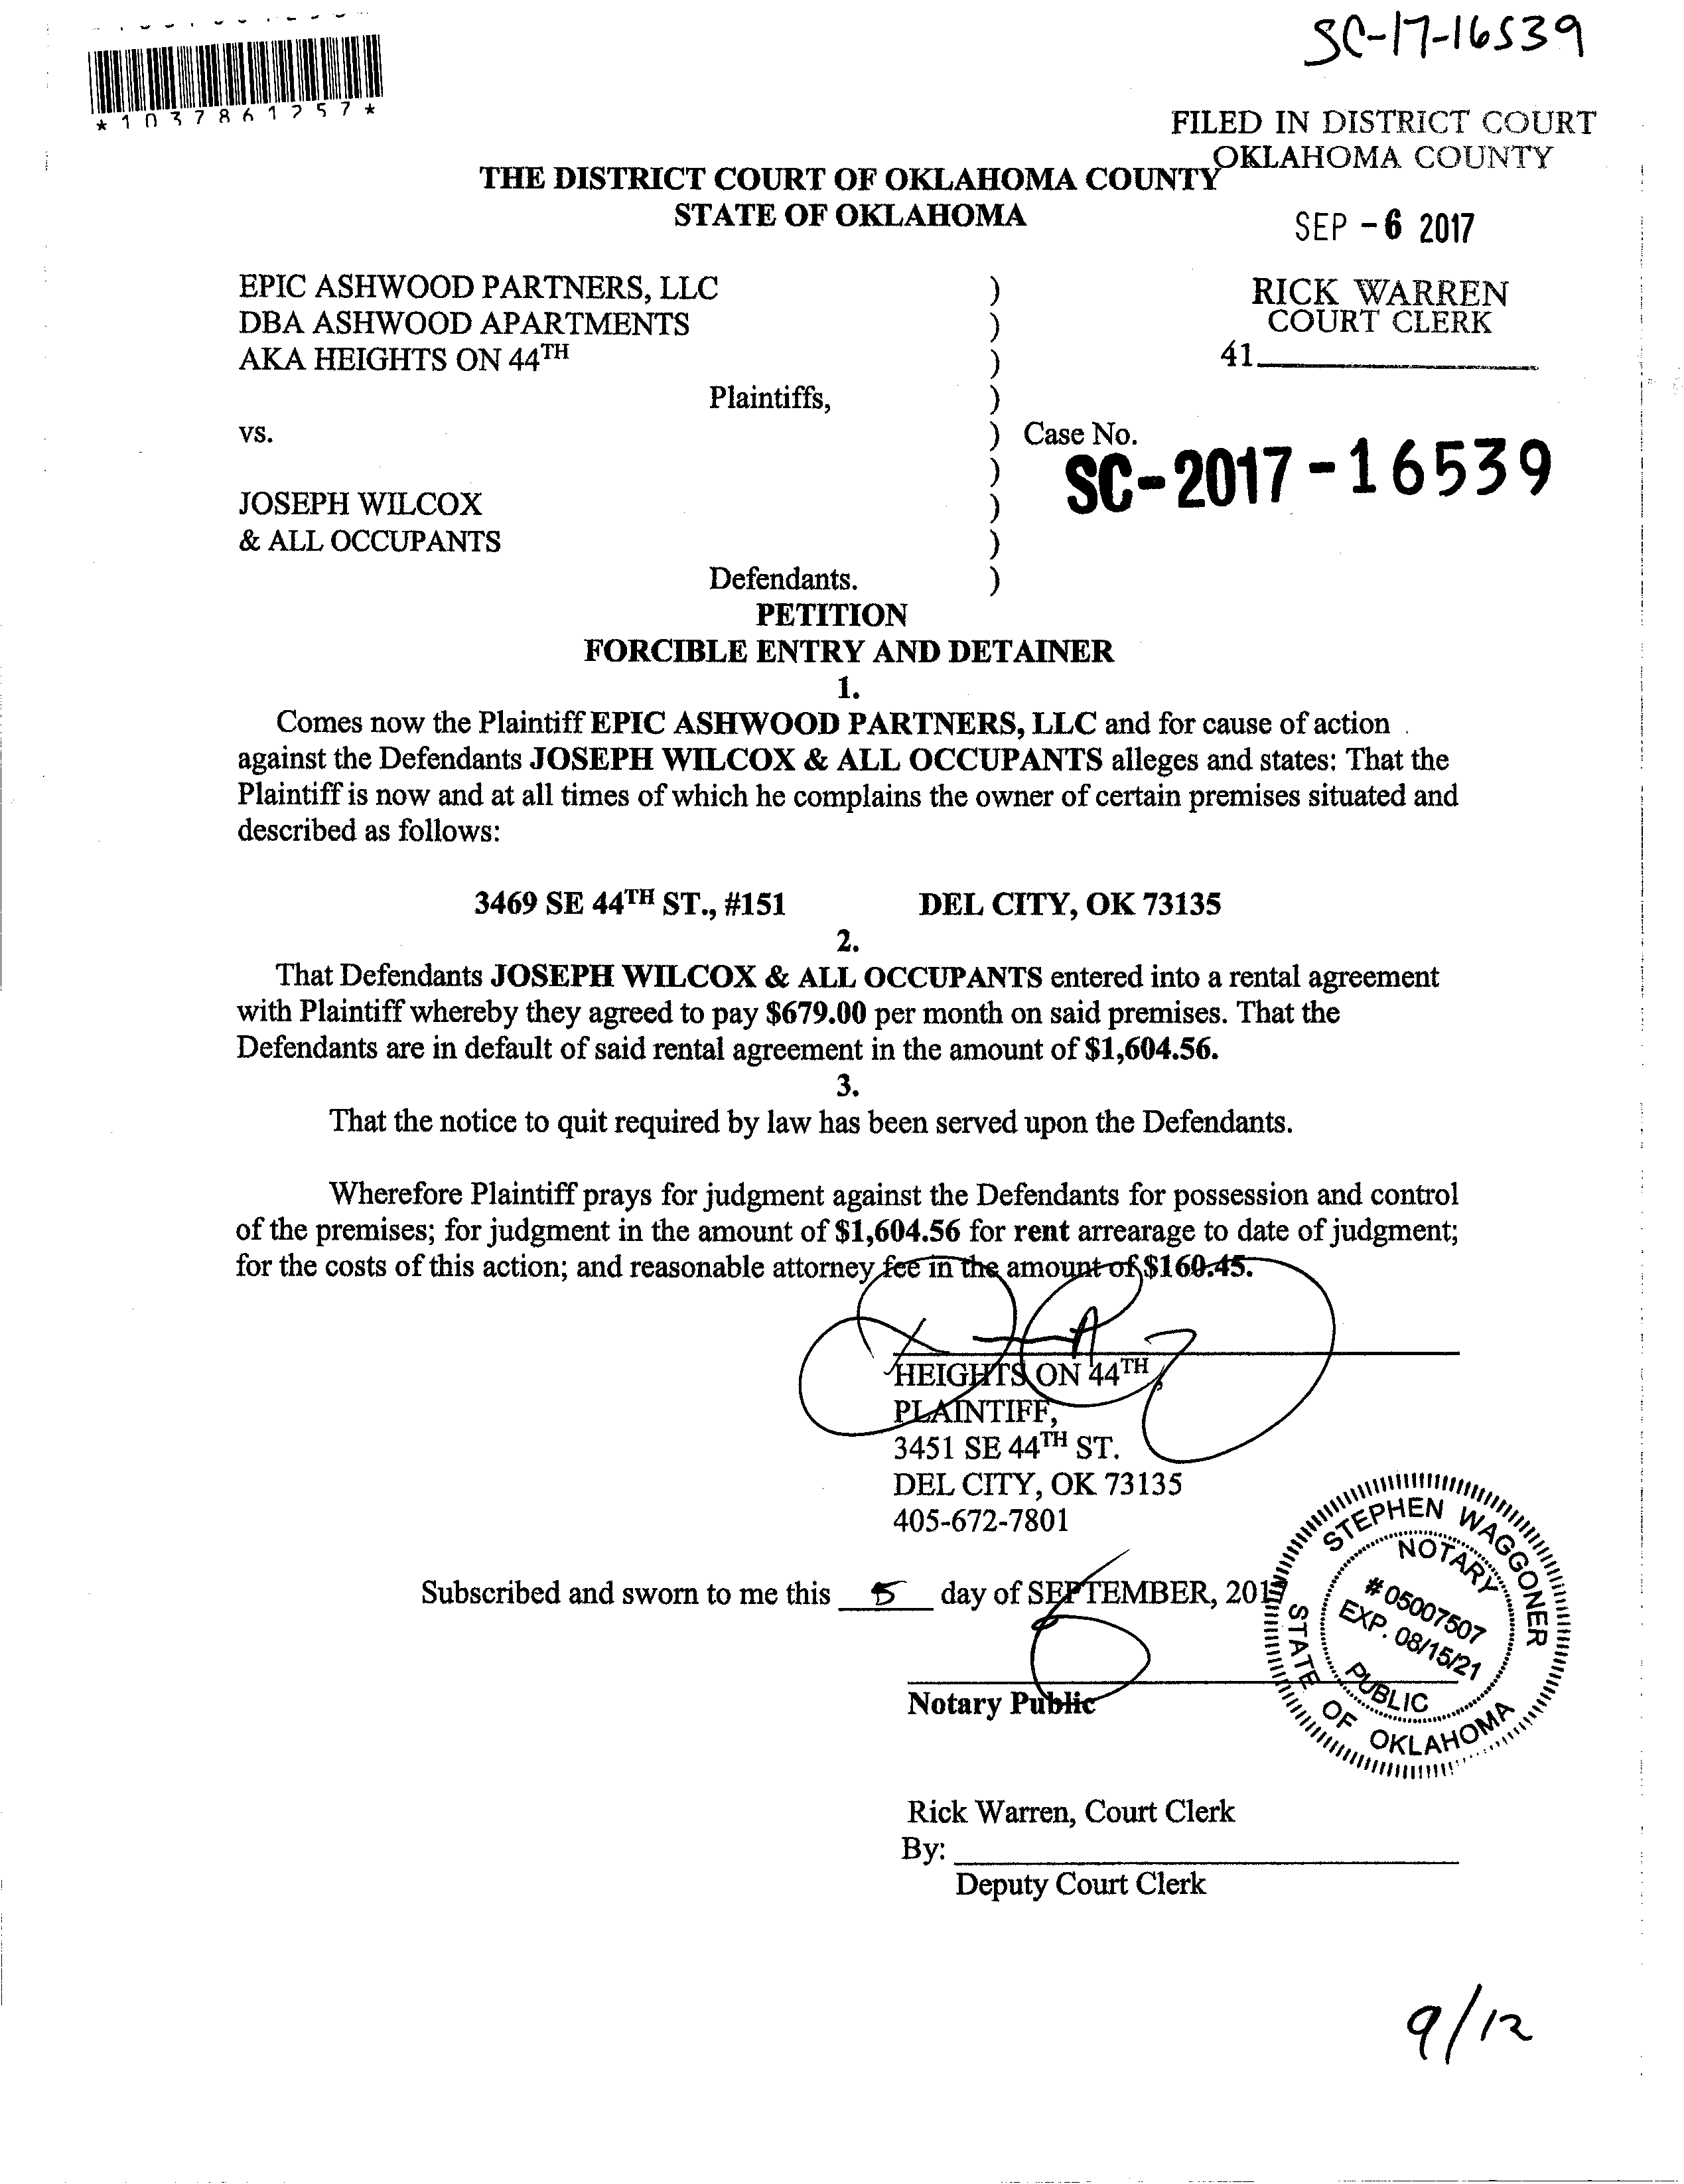 SC-17-16539
*1037861257*
FILED IN DISTRICT COURT
OKLAHOMA COUNTY
THE DISTRICT COURT OF OKLAHOMA COUNTY
STATE OF OKLAHOMA
SEP - 6 2017
EPIC ASHWOOD PARTNERS, LLC )
DBA ASHWOOD APARTMENTS )
AKA HEIGHTS ON 44TH )
RICK WARREN
COURT CLERK
41
Plaintiffs, )
vs. ) Case No.
)
SC-2017-16539
JOSEPH WILCOX )
& ALL OCCUPANTS )
Defendants. )
PETITION
FORCIBLE ENTRY AND DETAINER
1.
Comes now the Plaintiff EPIC ASHWOOD PARTNERS, LLC and for cause of action
against the Defendants JOSEPH WILCOX & ALL OCCUPANTS alleges and states: That the
Plaintiff is now and at all times of which he complains the owner of certain premises situated and
described as follows:
3469 SE 44TH ST., #151 DEL CITY, OK 73135
2.
That Defendants JOSEPH WILCOX & ALL OCCUPANTS entered into a rental agreement
with Plaintiff whereby they agreed to pay $679.00 per month on said premises. That the
Defendants are in default of said rental agreement in the amount of $1,604.56.
3.
That the notice to quit required by law has been served upon the Defendants.
Wherefore Plaintiff prays for judgment against the Defendants for possession and control
of the premises; for judgment in the amount of $1,604.56 for rent arrearage to date of judgment;
for the costs of this action; and reasonable attorney fee in the amount of $160.45.
HEIGHTS ON 44TH,
PLAINTIFF,
3451 SE 44TH ST.
DEL CITY, OK 73135
405-672-7801
Subscribed and sworn to me this 5 day of SEPTEMBER,
STEPHEN WAGGONER
NOTARY
# 05007507
EXP. 08/15/21
PUBLIC
STATE OF OKLAHOMA
Notary Public
Rick Warren, Court Clerk
By:
Deputy Court Clerk
9/12